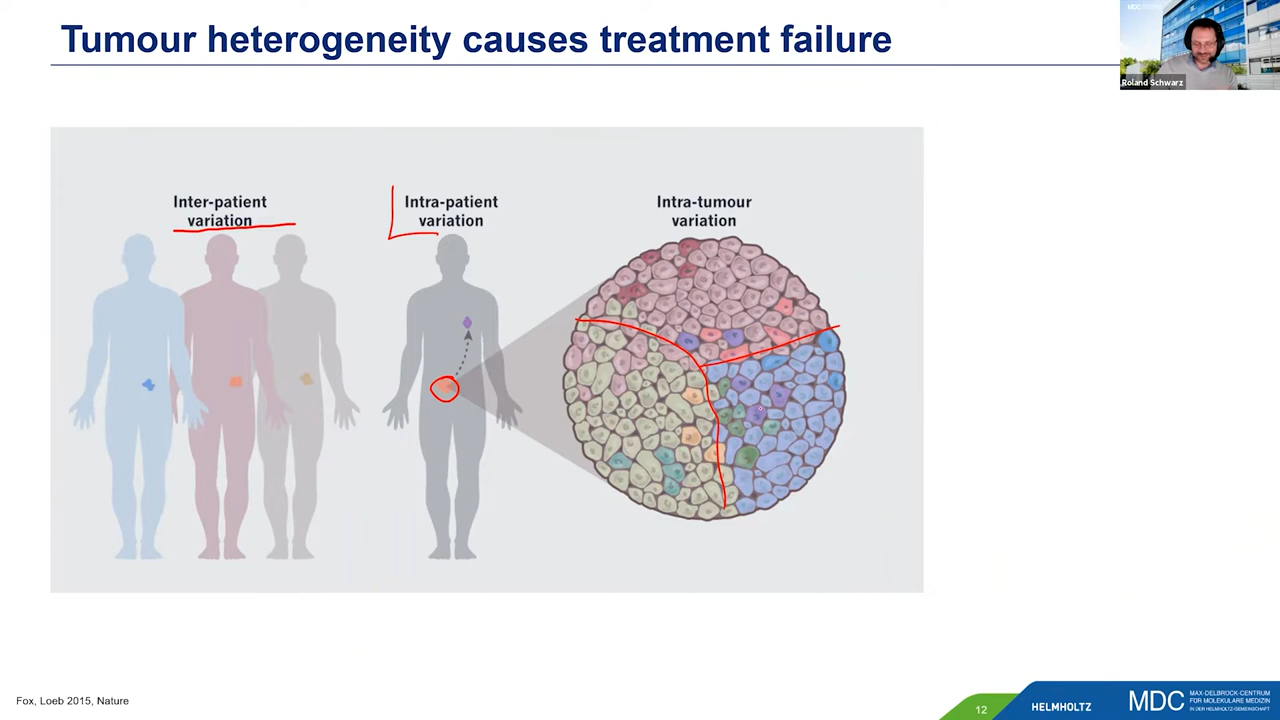 Tumour heterogeneity causes treatment failure
MDC
Roland Schwarz
Inter-patient
variation
Intra-patient
variation
Intra-tumour
variation
Fox, Loeb 2015, Nature
12
HELMHOLTZ
MDC
MAX-DELBRÜCK-CENTRUM
FÜR MOLEKULARE MEDIZIN
IN DER HELMHOLTZ-GEMEINSCHAFT